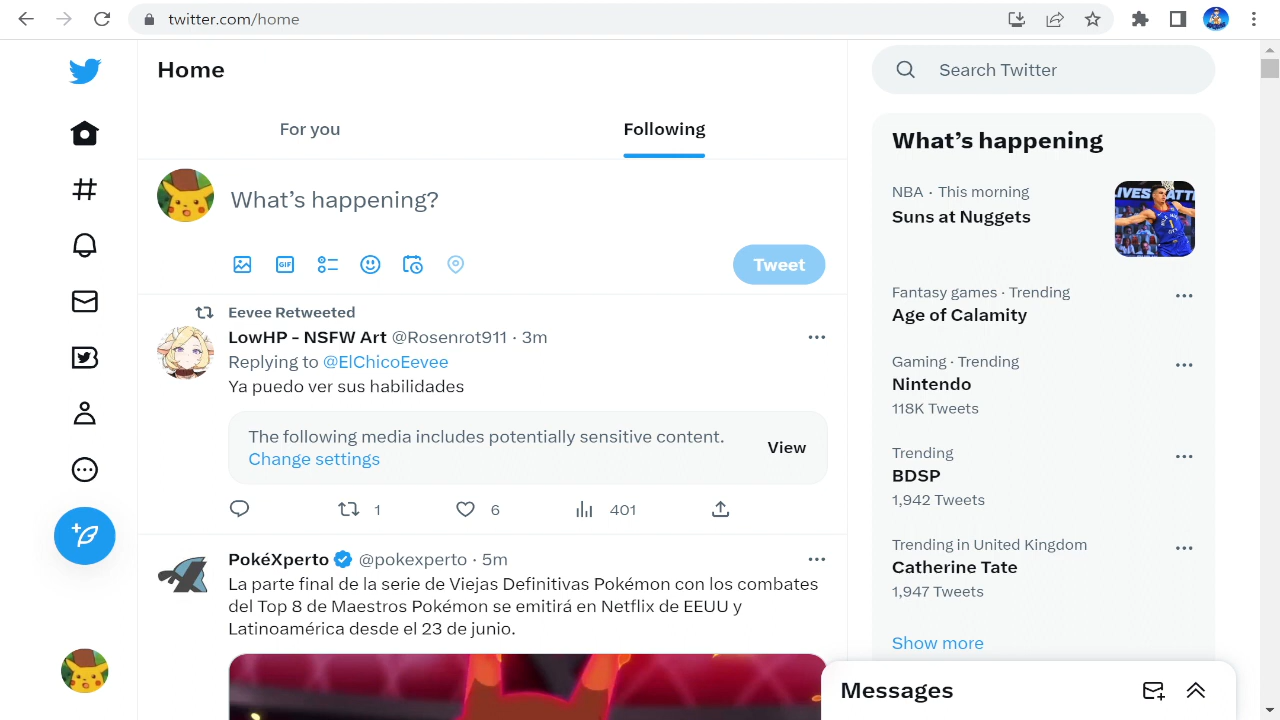 twitter.com/home
Home
For you
Following
What's happening?
GIF
Tweet
Eevee Retweeted
LowHP - NSFW Art @Rosenrot911 · 3m
Replying to @ElChicoEevee
Ya puedo ver sus habilidades
The following media includes potentially sensitive content.
Change settings
View
1
6
401
PokéXperto @pokexperto · 5m
La parte final de la serie de Viejas Definitivas Pokémon con los combates
del Top 8 de Maestros Pokémon se emitirá en Netflix de EEUU y
Latinoamérica desde el 23 de junio.
Search Twitter
What's happening
NBA · This morning
Suns at Nuggets
Fantasy games · Trending
Age of Calamity
Gaming · Trending
Nintendo
118K Tweets
Trending
BDSP
1,942 Tweets
Trending in United Kingdom
Catherine Tate
1,947 Tweets
Show more
Messages